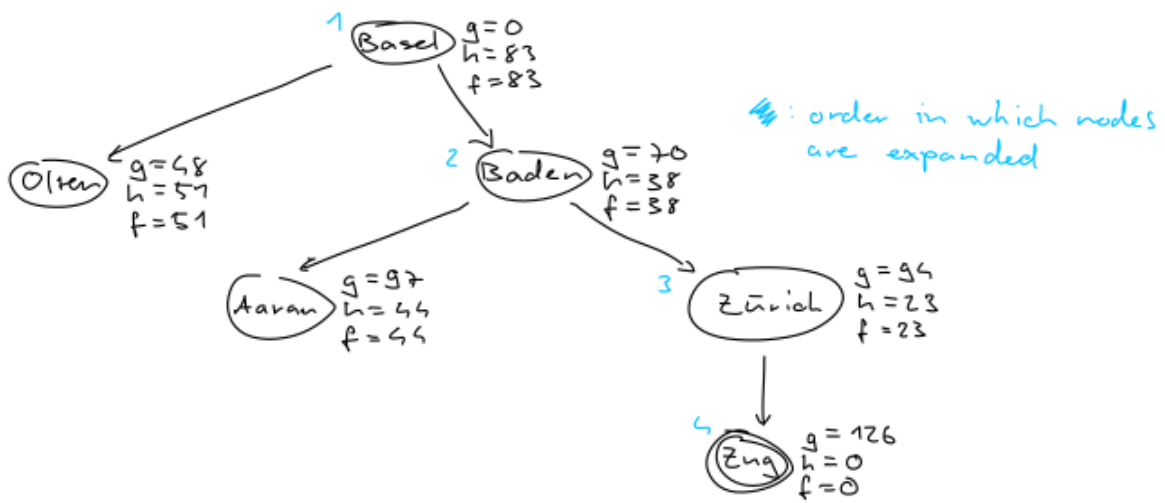 1
Basel
g=0
h=83
f=83
: order in which nodes
are expanded
Olten
g=48
h=51
f=51
2
Baden
g=70
h=38
f=38
Aarau
g=97
h=44
f=44
3
Zürich
g=94
h=23
f=23
4
Zug
g=126
h=0
f=0